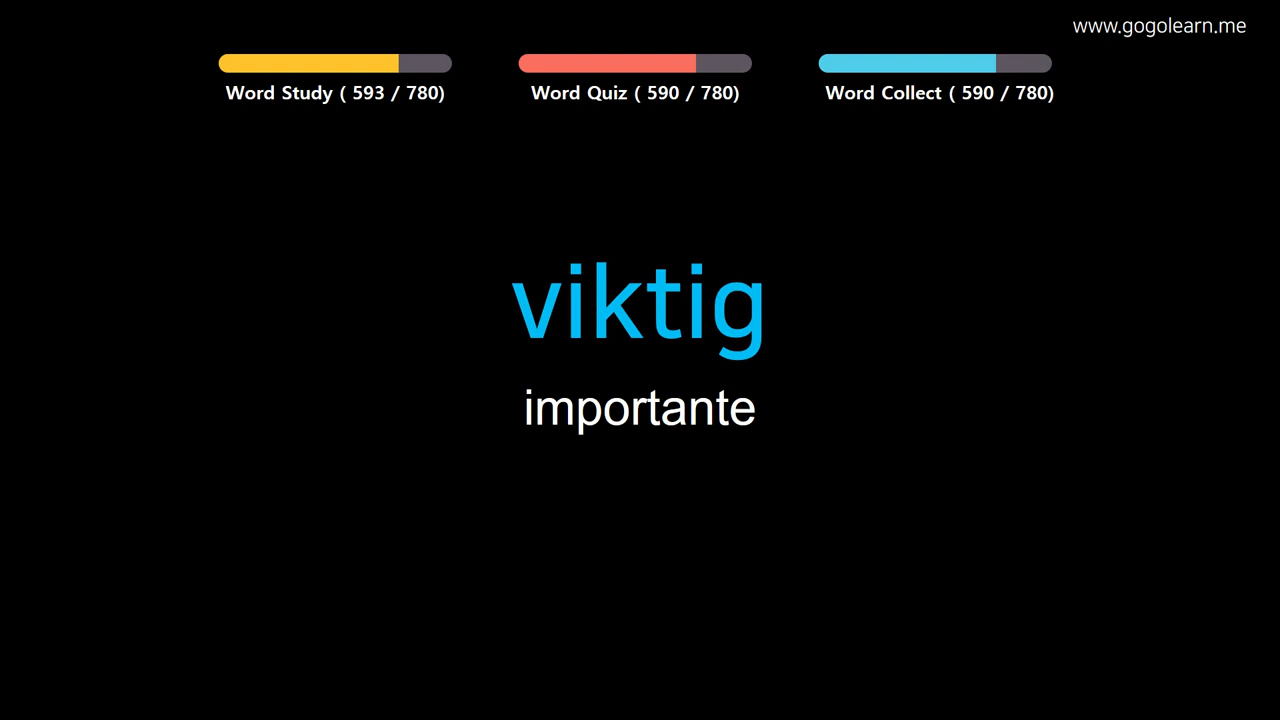 www.gogolearn.me
Word Study ( 593 / 780)
Word Quiz ( 590 / 780)
Word Collect ( 590 / 780)
viktig
importante